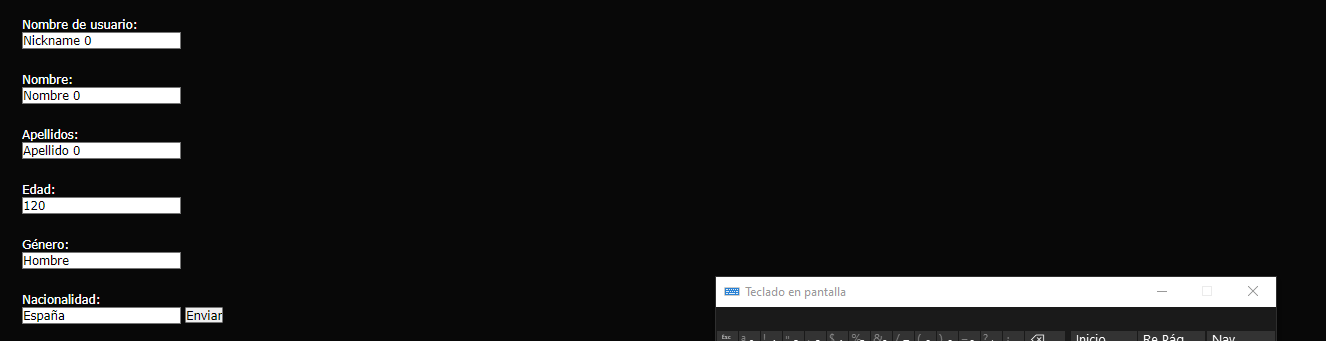 Nombre de usuario:
Nickname 0
Nombre:
Nombre 0
Apellidos:
Apellido 0
Edad:
120
Género:
Hombre
Nacionalidad:
España Enviar
Teclado en pantalla
Inicio Re Pág Nav